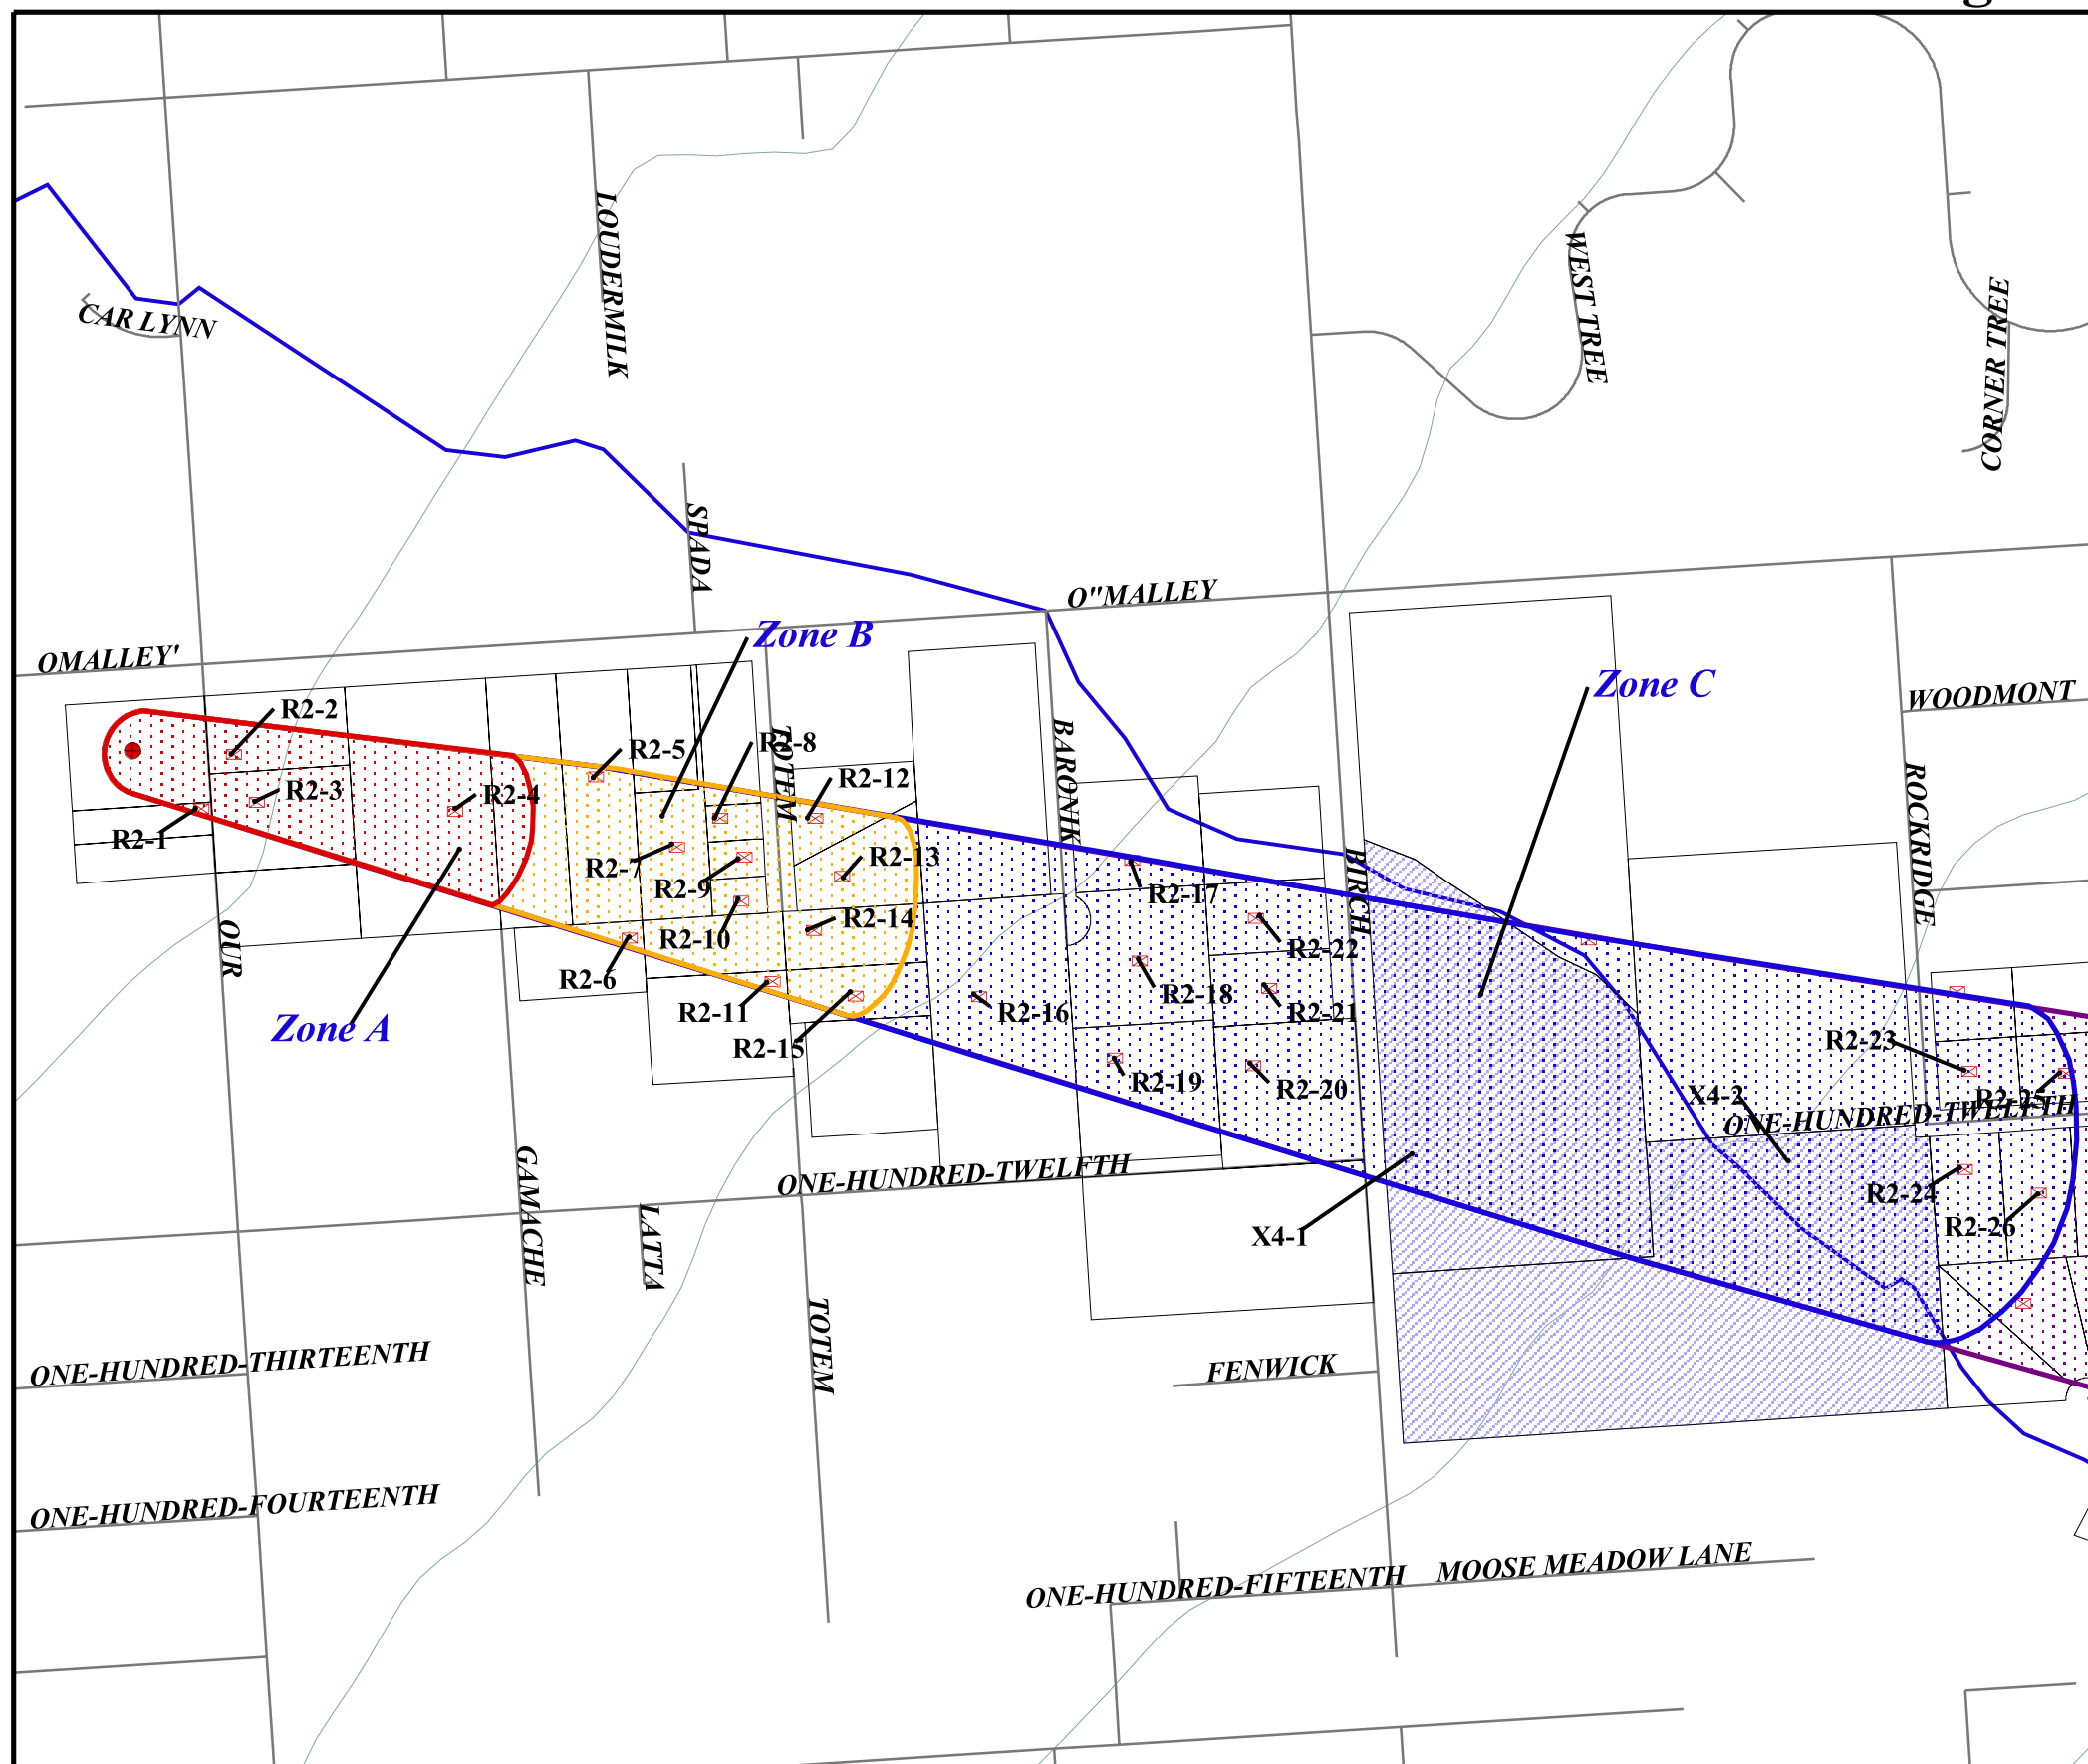 g
LOUDERMILK
WEST TREE
CORNER TREE
CAR LYNN
SPADA
O"MALLEY
OMALLEY'
Zone B
Zone C
WOODMONT
R2-2
R2-5
R2-8
TOTEM
BARONIK
R2-12
R2-3
R2-4
R2-1
ROCKRIDGE
R2-7
R2-9
R2-13
BIRCH
R2-17
OUR
R2-10
R2-14
R2-22
R2-6
R2-11
R2-18
R2-16
R2-21
Zone A
R2-15
R2-23
R2-19
R2-20
X4-2
R2-25
ONE-HUNDRED-TWELFTH
GAMACHE
ONE-HUNDRED-TWELFTH
R2-24
LATTA
X4-1
R2-26
TOTEM
ONE-HUNDRED-THIRTEENTH
FENWICK
ONE-HUNDRED-FOURTEENTH
ONE-HUNDRED-FIFTEENTH
MOOSE MEADOW LANE